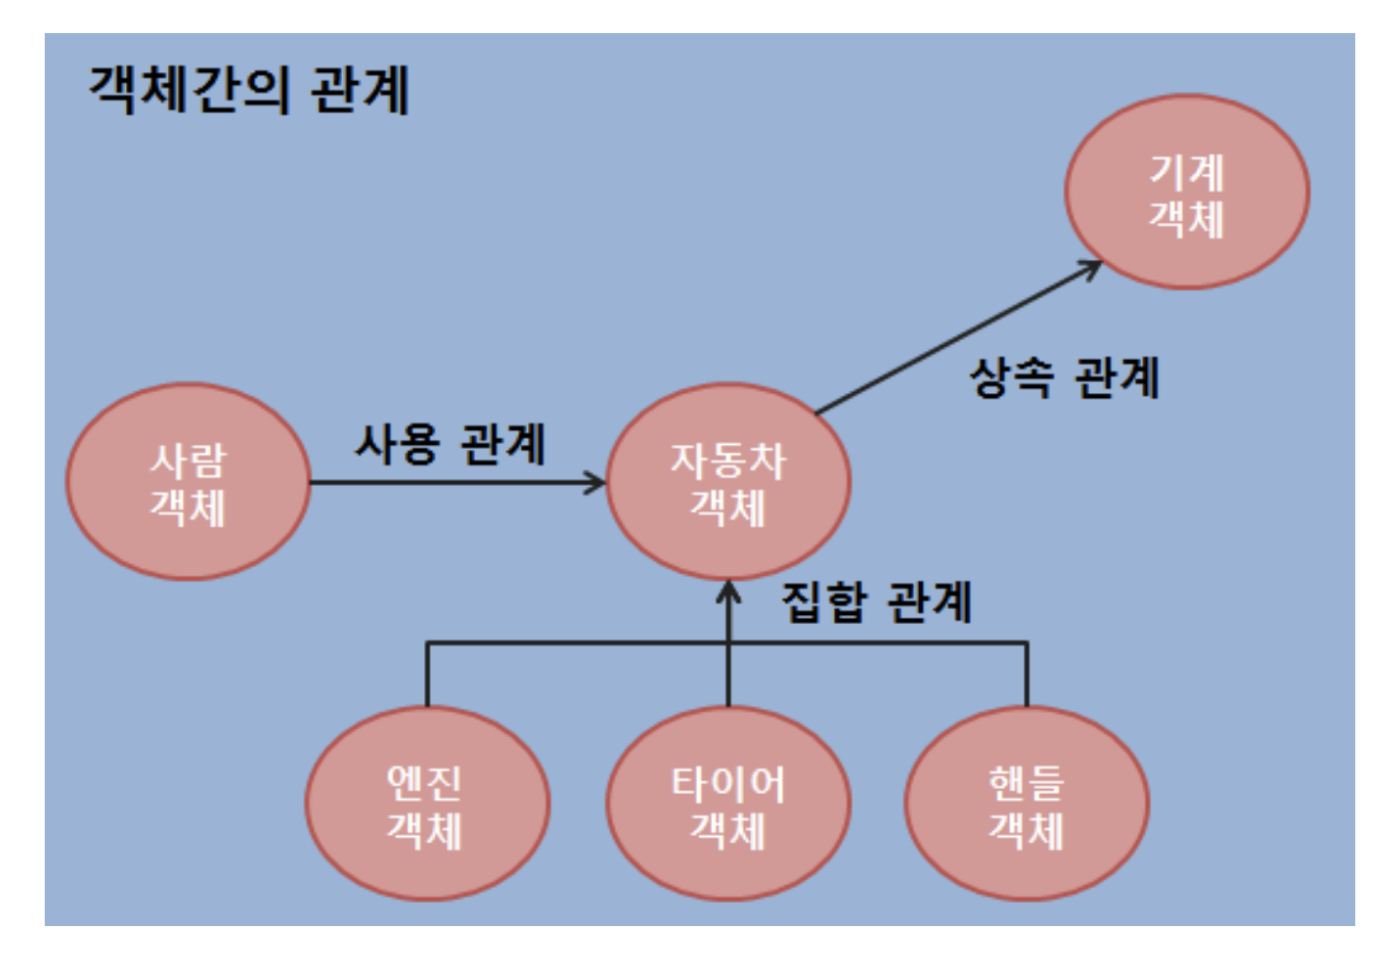 객체간의 관계
기계
객체
상속 관계
사람
객체
사용 관계
자동차
객체
집합 관계
엔진
객체
타이어
객체
핸들
객체